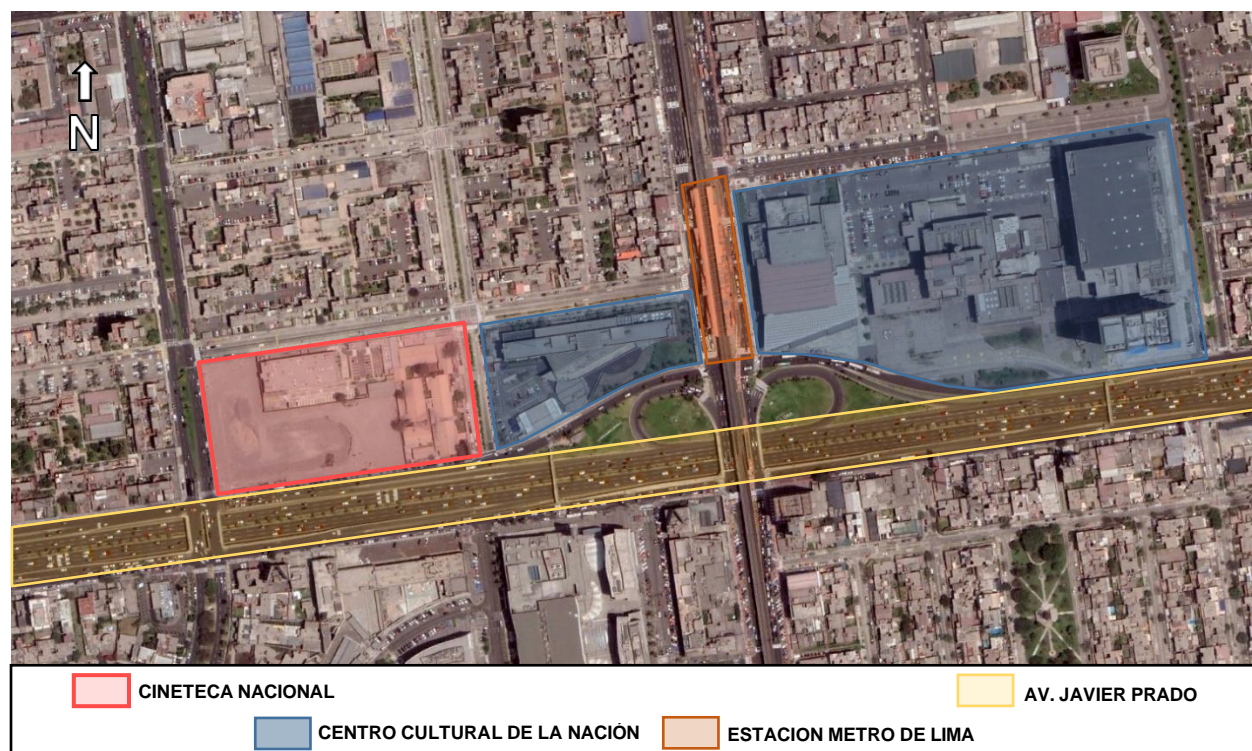 N
CINETECA NACIONAL
AV. JAVIER PRADO
CENTRO CULTURAL DE LA NACIÓN
ESTACION METRO DE LIMA